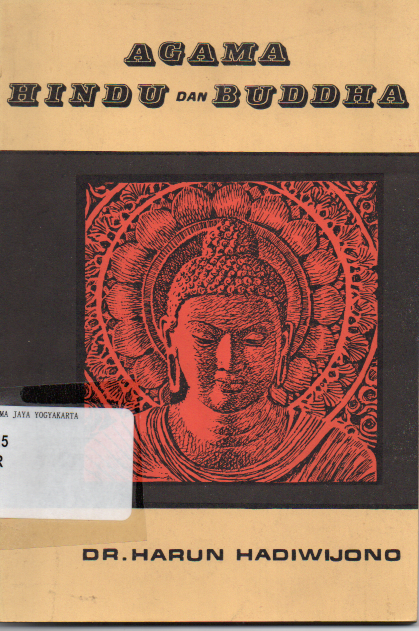 AGAMA
HINDU DAN BUDDHA
MA JAYA YOGYAKARTA
5
R
DR. HARUN HADIWIJONO